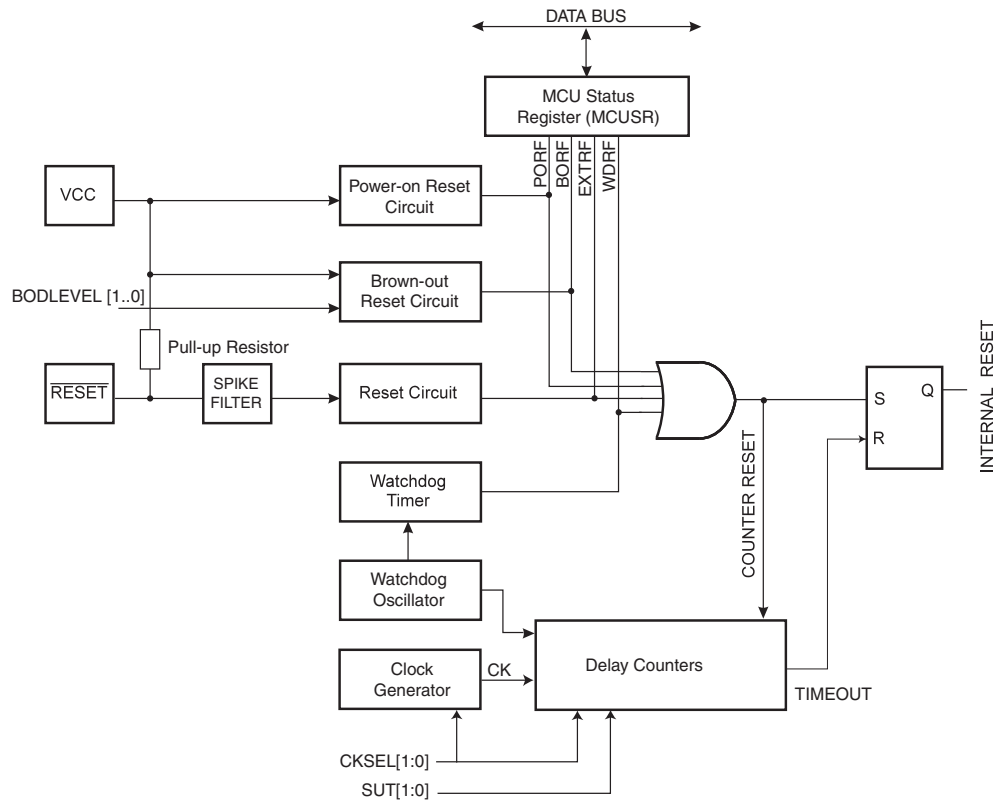 DATA BUS
MCU Status
Register (MCUSR)
PORF
BORF
EXTRF
WDRF
VCC
Power-on Reset
Circuit
Brown-out
Reset Circuit
BODLEVEL [1..0]
Pull-up Resistor
RESET
SPIKE
FILTER
Reset Circuit
S
Q
R
INTERNAL RESET
COUNTER RESET
Watchdog
Timer
Watchdog
Oscillator
Clock
Generator
CK
Delay Counters
TIMEOUT
CKSEL[1:0]
SUT[1:0]